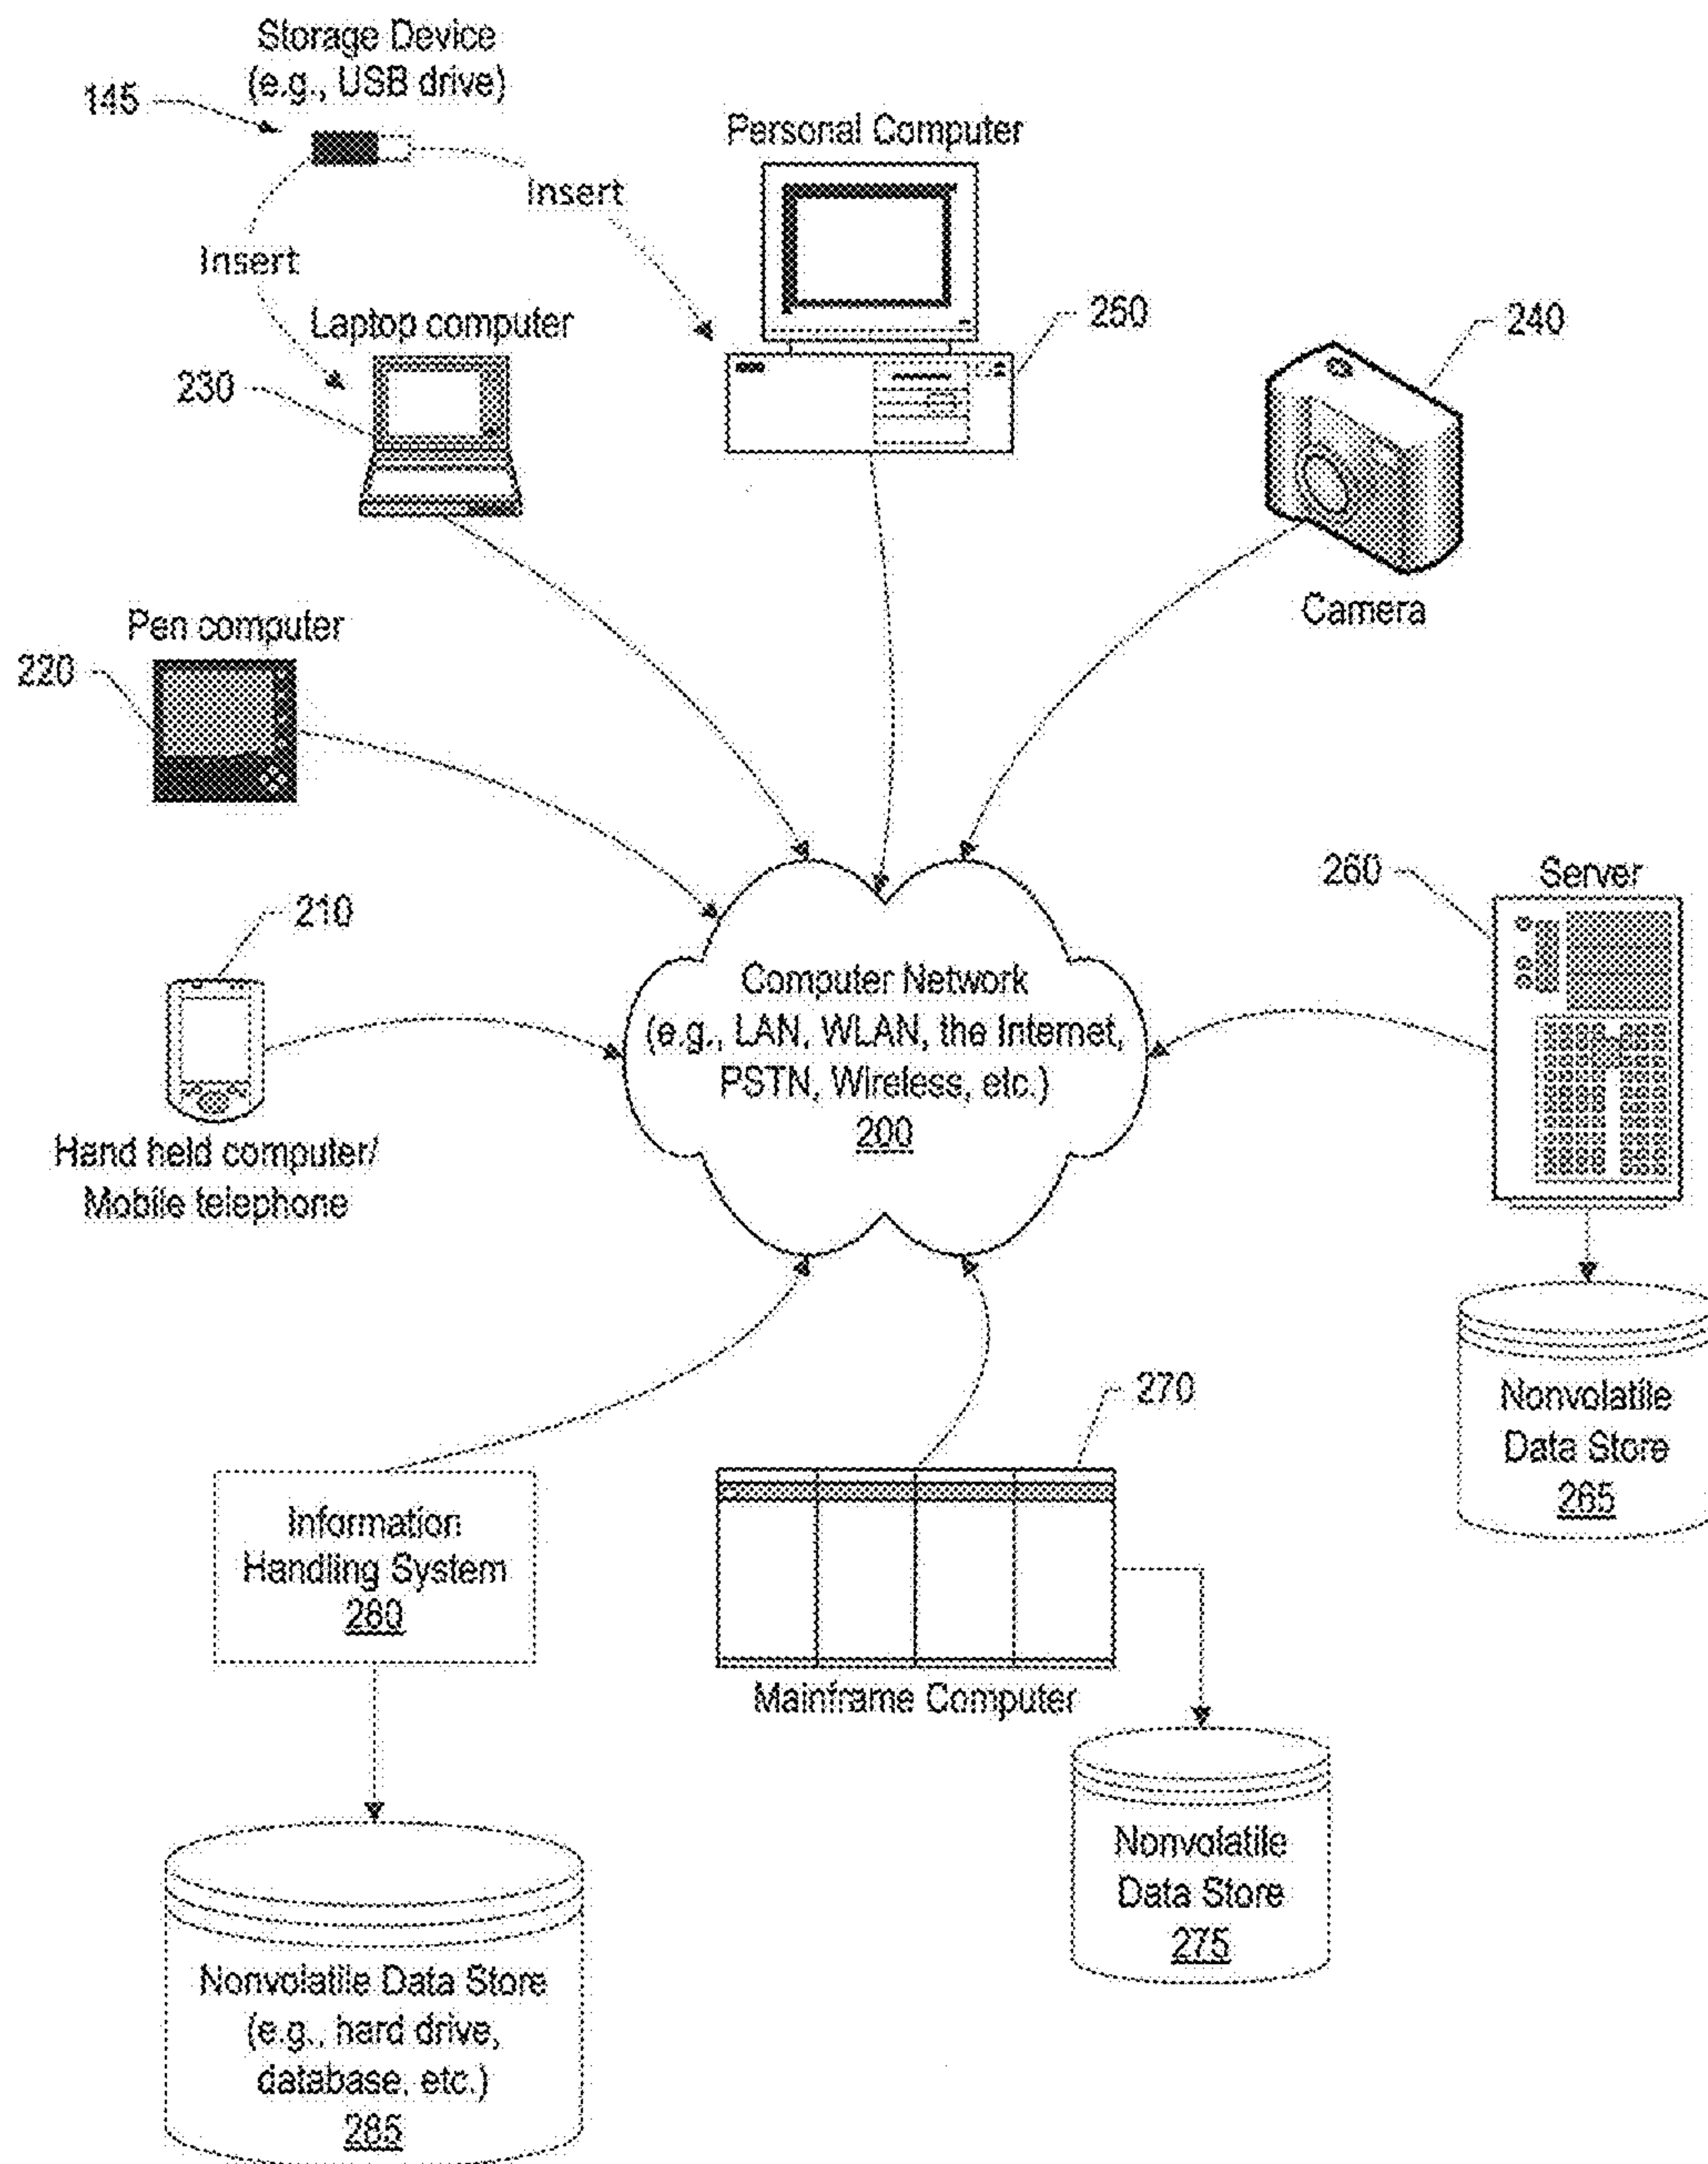 Storage Device
(e.g., USB drive)
145
Insert
Insert
Personal Computer
250
Laptop computer
230
240
Camera
Pen computer
220
210
Hand held computer/
Mobile telephone
Computer Network
(e.g., LAN, WLAN, the Internet,
PSTN, Wireless, etc.)
200
260
Server
Nonvolatile
Data Store
265
270
Mainframe Computer
Nonvolatile
Data Store
275
Information
Handling System
280
Nonvolatile Data Store
(e.g., hard drive,
database, etc.)
285